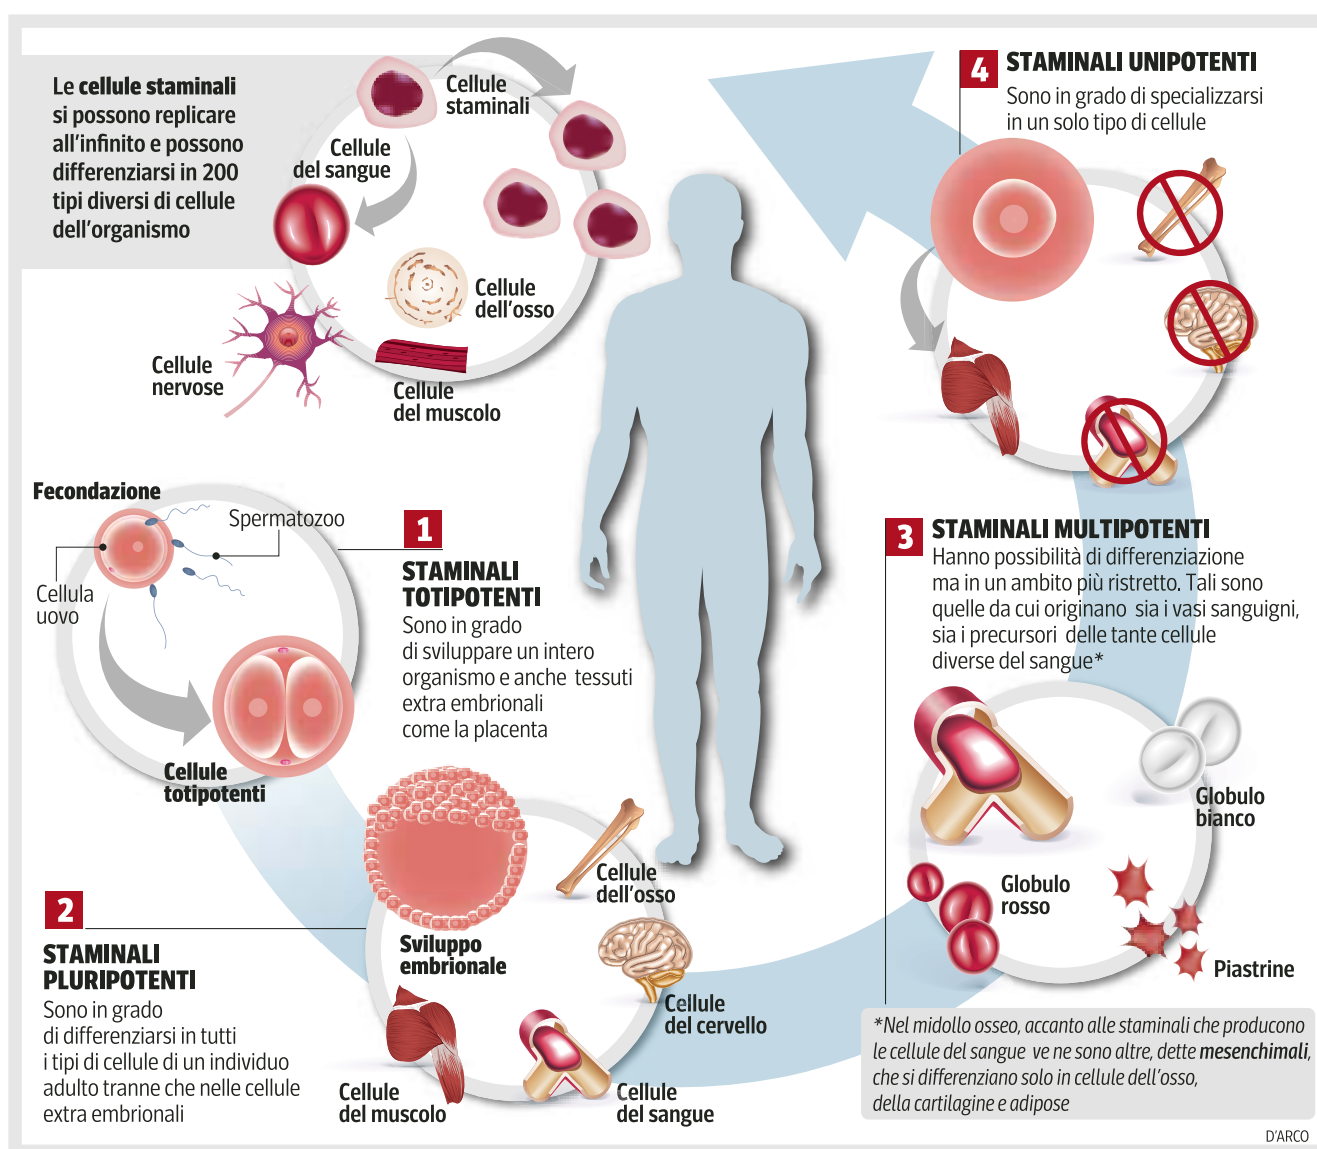 Le cellule staminali
si possono replicare
all'infinito e possono
differenziarsi in 200
tipi diversi di cellule
dell'organismo
Cellule
staminali
Cellule
del sangue
Cellule
dell'osso
Cellule
nervose
Cellule
del muscolo
Fecondazione
Spermatozoo
Cellula
uovo
Cellule
totipotenti
1
STAMINALI
TOTIPOTENTI
Sono in grado
di sviluppare un intero
organismo e anche tessuti
extra embrionali
come la placenta
2
STAMINALI
PLURIPOTENTI
Sono in grado
di differenziarsi in tutti
i tipi di cellule di un individuo
adulto tranne che nelle cellule
extra embrionali
Sviluppo
embrionale
Cellule
dell'osso
Cellule
del cervello
Cellule
del sangue
Cellule
del muscolo
3
STAMINALI MULTIPOTENTI
Hanno possibilità di differenziazione
ma in un ambito più ristretto. Tali sono
quelle da cui originano sia i vasi sanguigni,
sia i precursori delle tante cellule
diverse del sangue*
Globulo
bianco
Globulo
rosso
Piastrine
*Nel midollo osseo, accanto alle staminali che producono
le cellule del sangue ve ne sono altre, dette mesenchimali,
che si differenziano solo in cellule dell'osso,
della cartilagine e adipose
4
STAMINALI UNIPOTENTI
Sono in grado di specializzarsi
in un solo tipo di cellule
D'ARCO